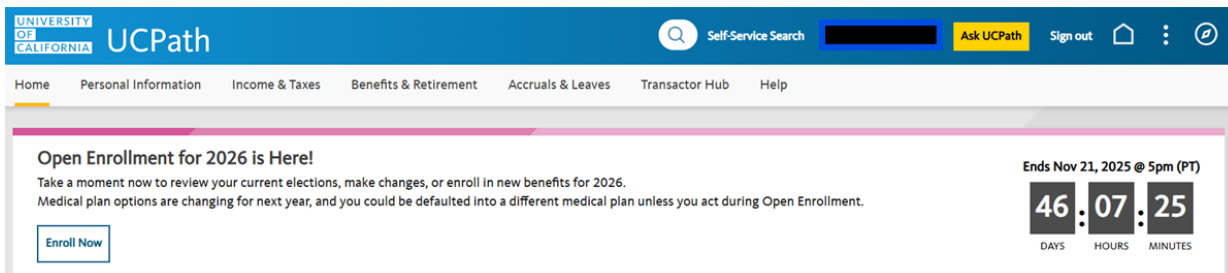 UNIVERSITY
OF
CALIFORNIA
UCPath
Self-Service Search
Ask UCPath
Sign out
Home Personal Information Income & Taxes Benefits & Retirement Accruals & Leaves Transactor Hub Help
Open Enrollment for 2026 is Here!
Take a moment now to review your current elections, make changes, or enroll in new benefits for 2026.
Medical plan options are changing for next year, and you could be defaulted into a different medical plan unless you act during Open Enrollment.
Enroll Now
Ends Nov 21, 2025 @ 5pm (PT)
46 : 07 : 25
DAYS HOURS MINUTES